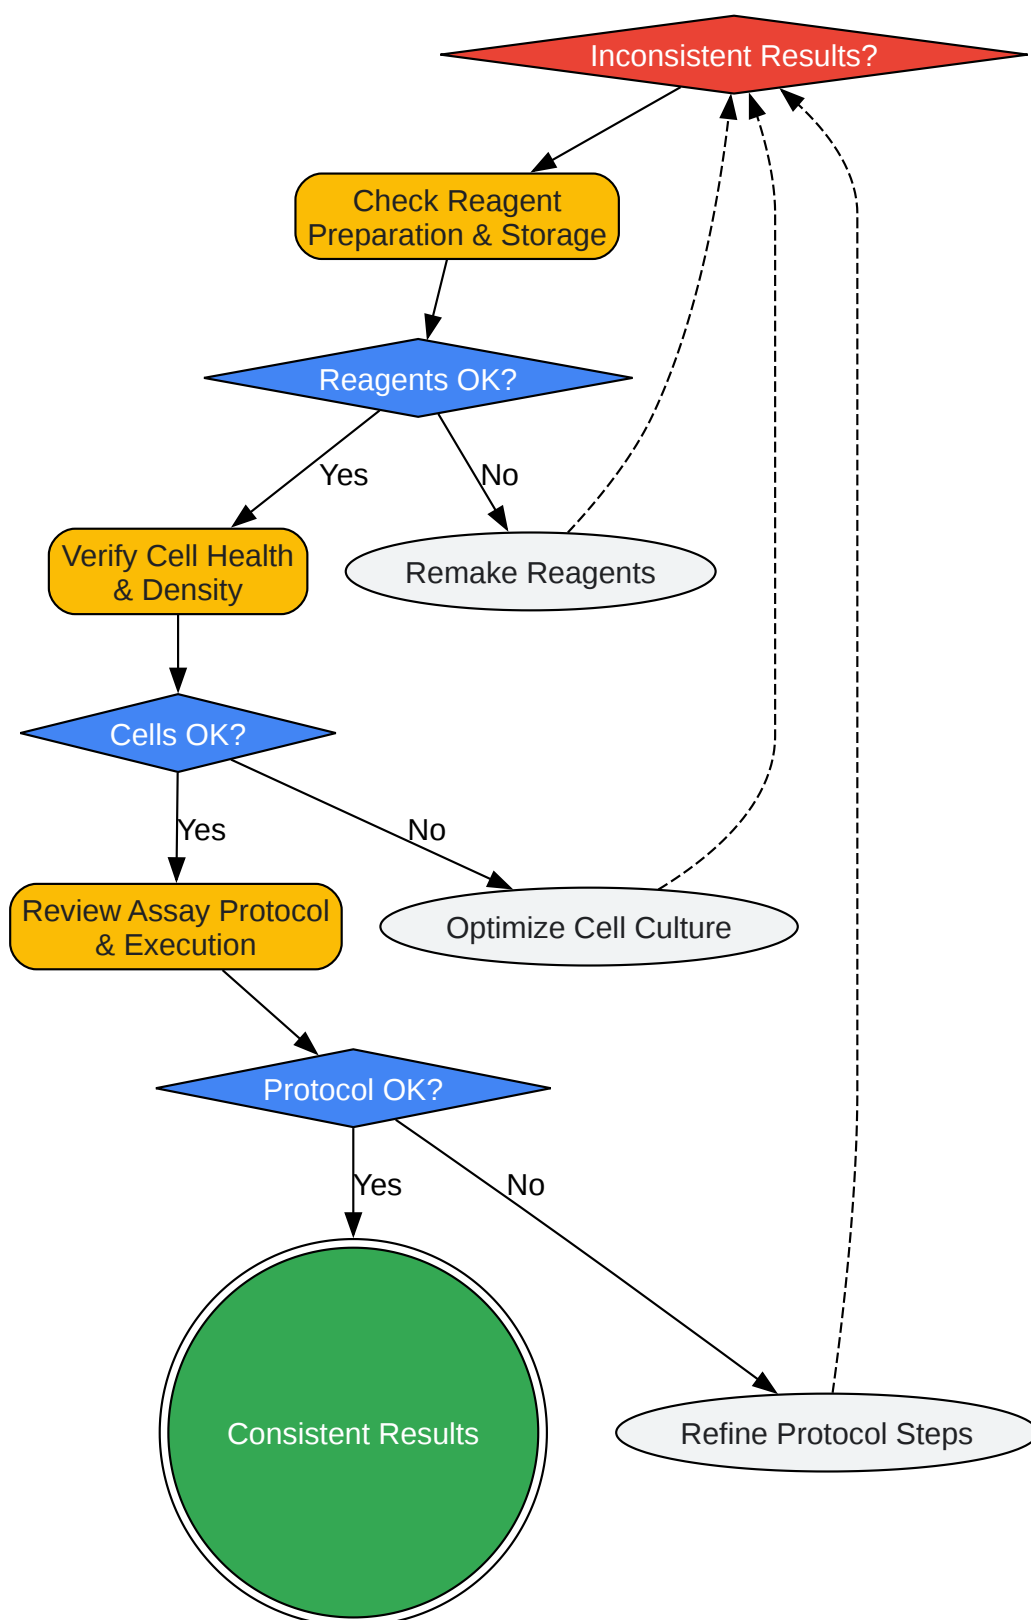 Inconsistent Results?
Check Reagent
Preparation & Storage
Reagents OK?
Yes
No
Verify Cell Health
& Density
Remake Reagents
Cells OK?
Yes
No
Review Assay Protocol
& Execution
Optimize Cell Culture
Protocol OK?
Yes
No
Consistent Results
Refine Protocol Steps